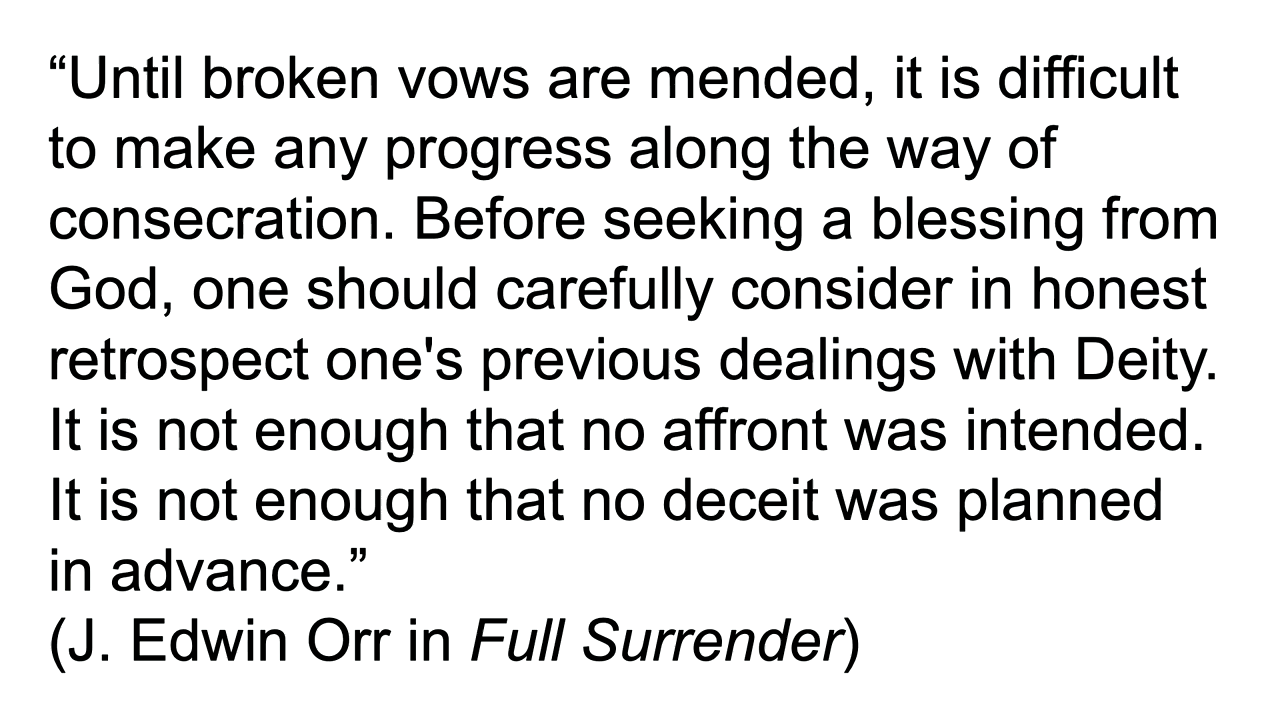 “Until broken vows are mended, it is difficult
to make any progress along the way of
consecration. Before seeking a blessing from
God, one should carefully consider in honest
retrospect one's previous dealings with Deity.
It is not enough that no affront was intended.
It is not enough that no deceit was planned
in advance.”
(J. Edwin Orr in Full Surrender)